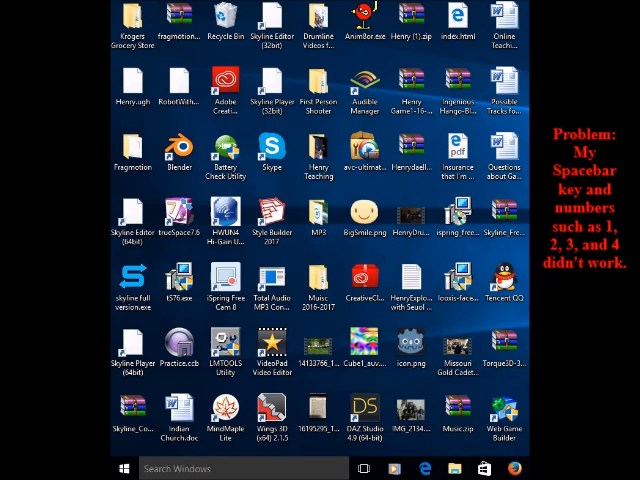 Krogers Grocery Store
fragmotion...
Recycle Bin
Skyline Editor (32bit)
Drumline Videos f...
Anim8or.exe
Henry (1).zip
index.html
Online Teachi...
Henry.ugh
RobotWith...
Adobe Creati...
Skyline Player (32bit)
First Person Shooter
Audible Manager
Henry Game1-16-...
Ingenious Hango-Bl...
Possible Tracks fo...
Fragmotion
Blender
Battery Check Utility
Skype
Henry Teaching
avc-ultimat...
Henrydaell...
Insurance that I'm ...
Questions about Ga...
Skyline Editor (64bit)
trueSpace7.6
HWUN4 Hi-Gain U...
Style Builder 2017
MP3
BigSmile.png
HenryDru...
ispring_free...
Skyline_Fre...
skyline full version.exe
tS76.exe
iSpring Free Cam 8
Total Audio MP3 Con...
Muisc 2016-2017
CreativeCl...
HenryExplo... with Seuol ...
looxis-face...
Tencent QQ
Skyline Player (64bit)
Practice.ccb
LMTOOLS Utility
VideoPad Video Editor
14133766_1...
Cube1_auv...
icon.png
Missouri Gold Cadet...
Torque3D-3...
Skyline_Co...
Indian Church.doc
MindMaple Lite
Wings 3D (x64) 2.1.5
16195295_T...
DAZ Studio 4.9 (64-bit)
IMG_2134....
Music.zip
Web Game Builder
Search Windows
Problem:
My
Spacebar
key and
numbers
such as 1,
2, 3, and 4
didn't work.